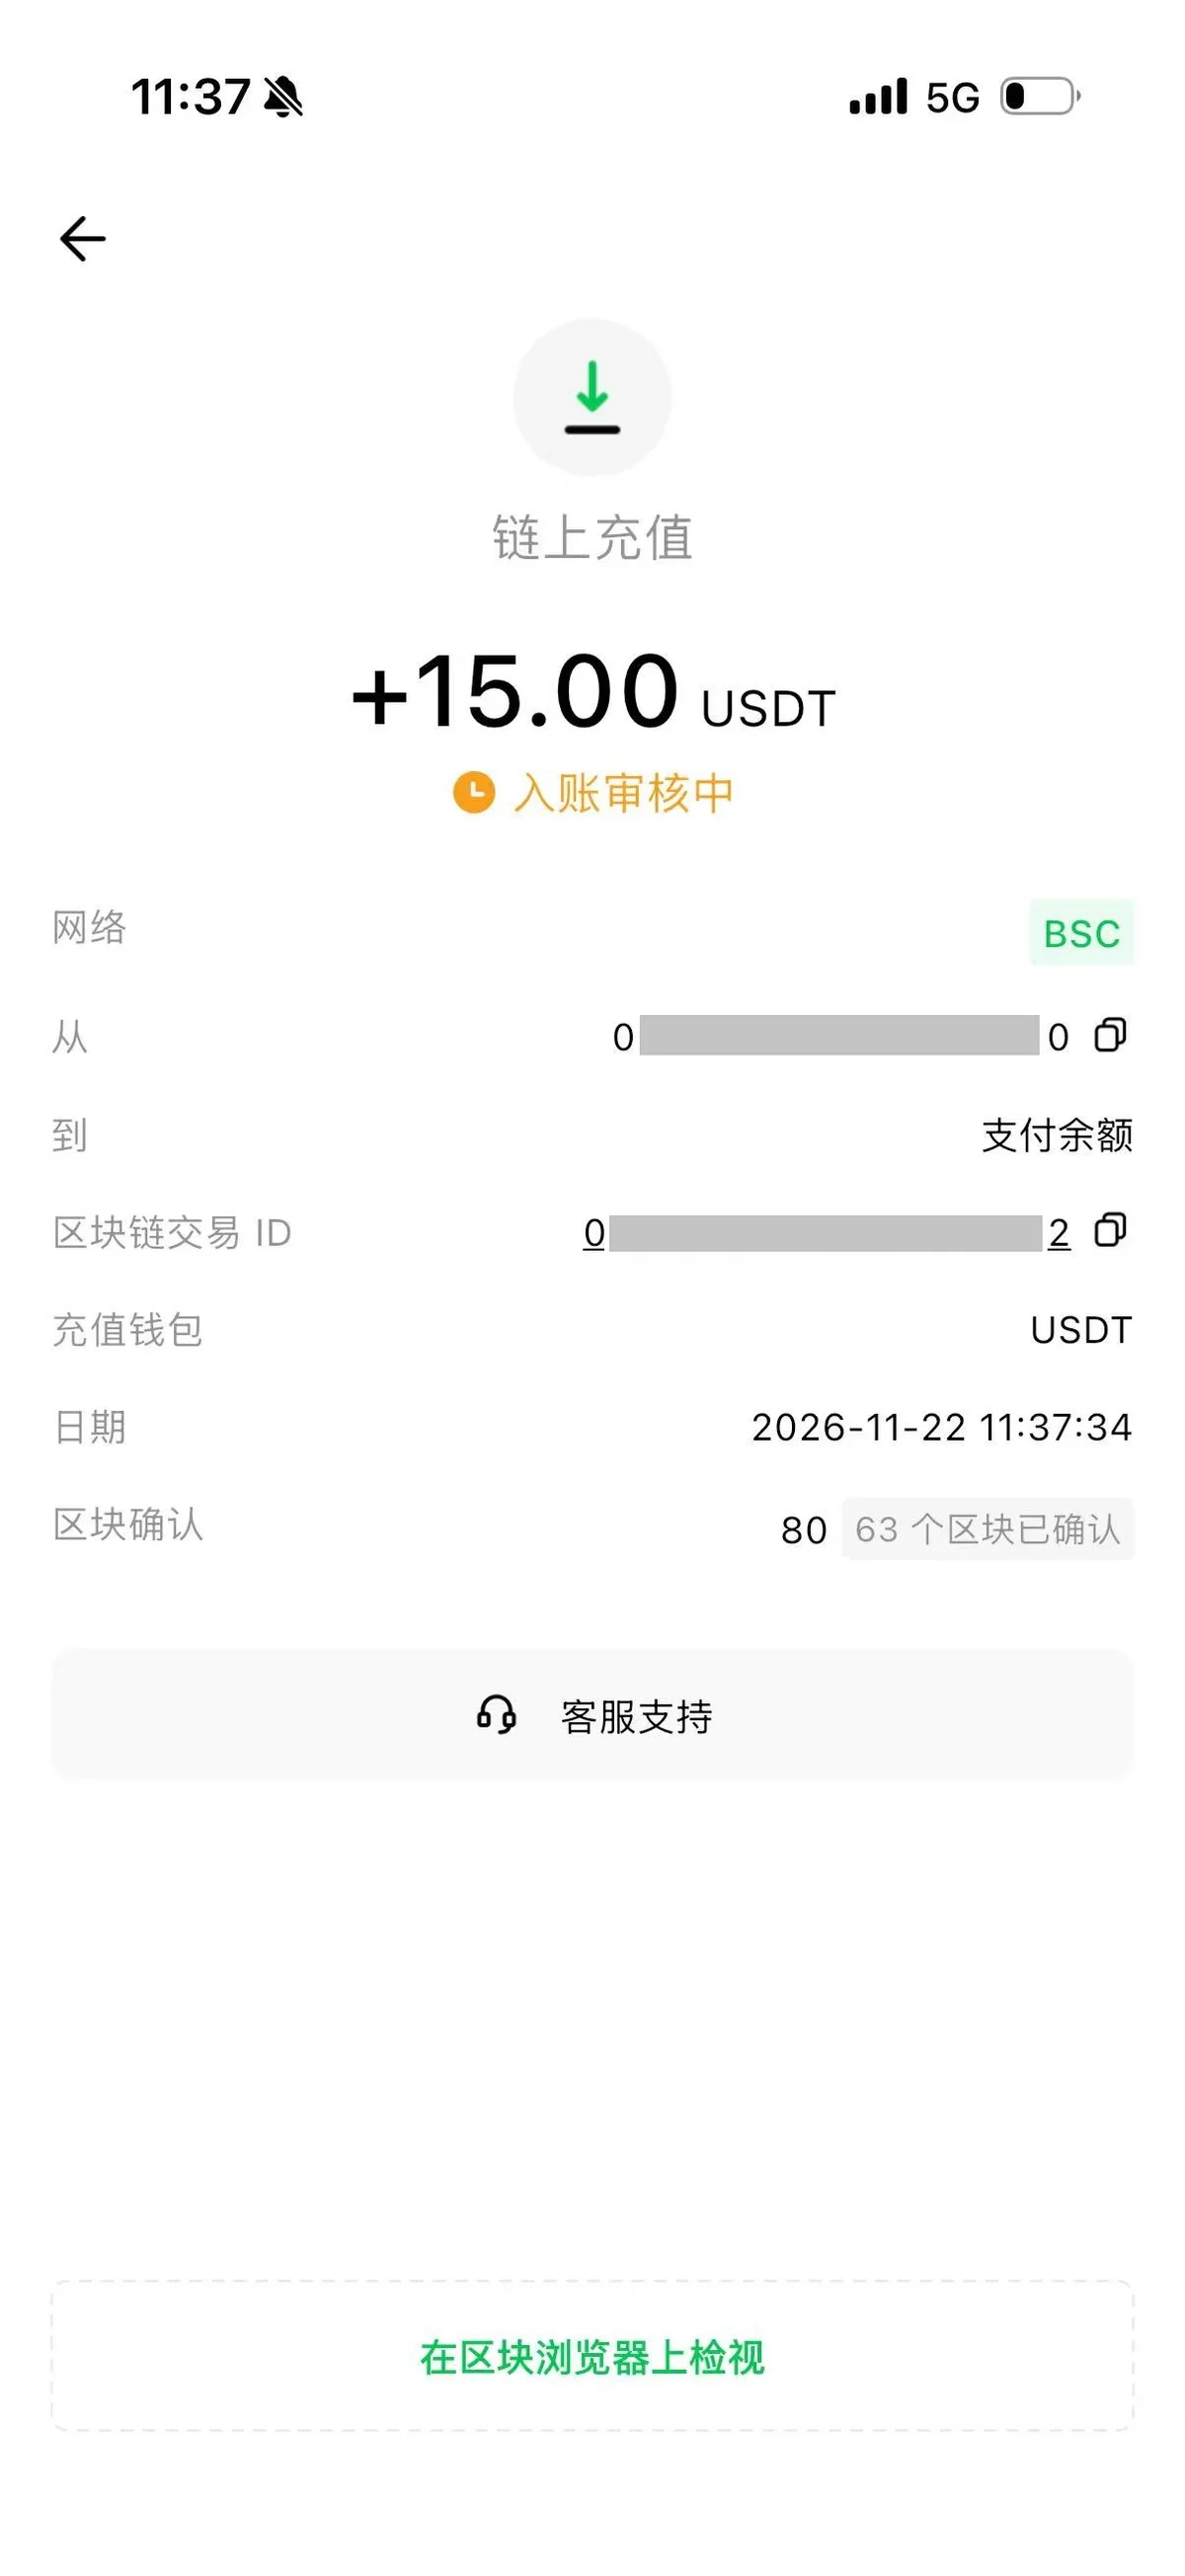 11:37 5G
链上充值
+15.00 USDT
入账审核中
网络 BSC
从 0 0
到 支付余额
区块链交易 ID 0 2
充值钱包 USDT
日期 2026-11-22 11:37:34
区块确认 80 63 个区块已确认
客服支持
在区块浏览器上检视